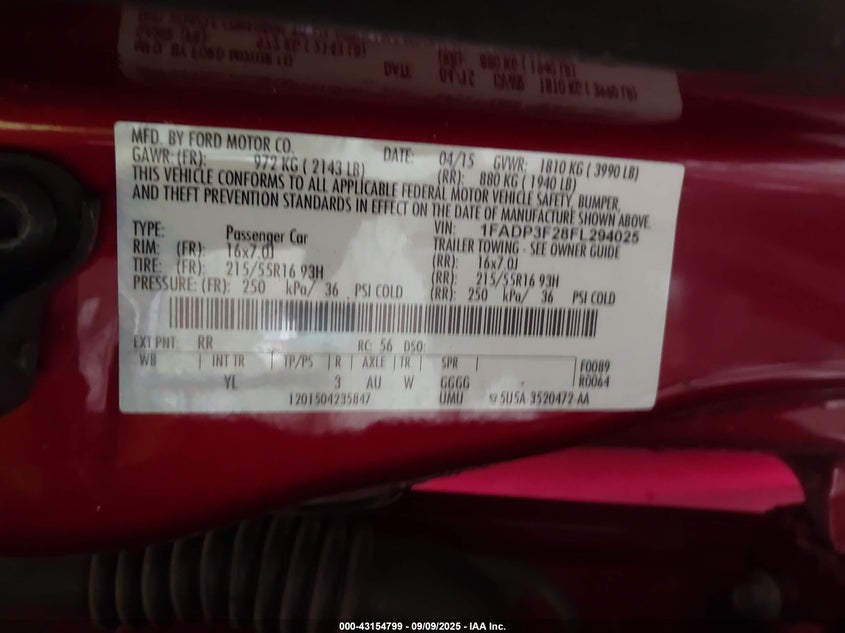 MFD. BY FORD MOTOR CO.
DATE: 04/15 GVWR: 1810 KG ( 3990 LB)
GAWR: (FR): 972 KG ( 2143 LB) (RR): 880 KG ( 1940 LB)
THIS VEHICLE CONFORMS TO ALL APPLICABLE FEDERAL MOTOR VEHICLE SAFETY, BUMPER,
AND THEFT PREVENTION STANDARDS IN EFFECT ON THE DATE OF MANUFACTURE SHOWN ABOVE.
VIN: 1FADP3F28FL294025
TYPE: Passenger Car TRAILER TOWING - SEE OWNER GUIDE
RIM: (FR): 16x7.0J (RR): 16x7.0J
TIRE: (FR): 215/55R16 93H (RR): 215/55R16 93H
PRESSURE: (FR): 250 kPa/ 36 PSI COLD (RR): 250 kPa/ 36 PSI COLD
EXT PNT: RR RC: 56 DSO:
WB INT TR TP/PS R AXLE TR SPR F0089
YL 3 AU W GGGG R0064
1201504235847 UMU 5U5A-3520472-AA
000-43154799 - 09/09/2025 - IAA Inc.